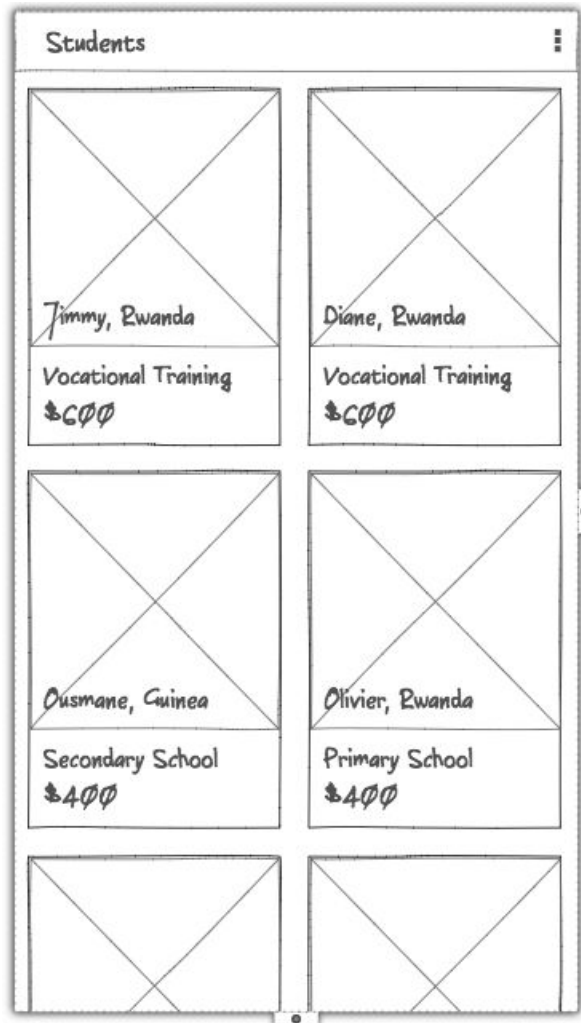 Students
Jimmy, Rwanda
Vocational Training
$600
Diane, Rwanda
Vocational Training
$600
Ousmane, Guinea
Secondary School
$400
Olivier, Rwanda
Primary School
$400